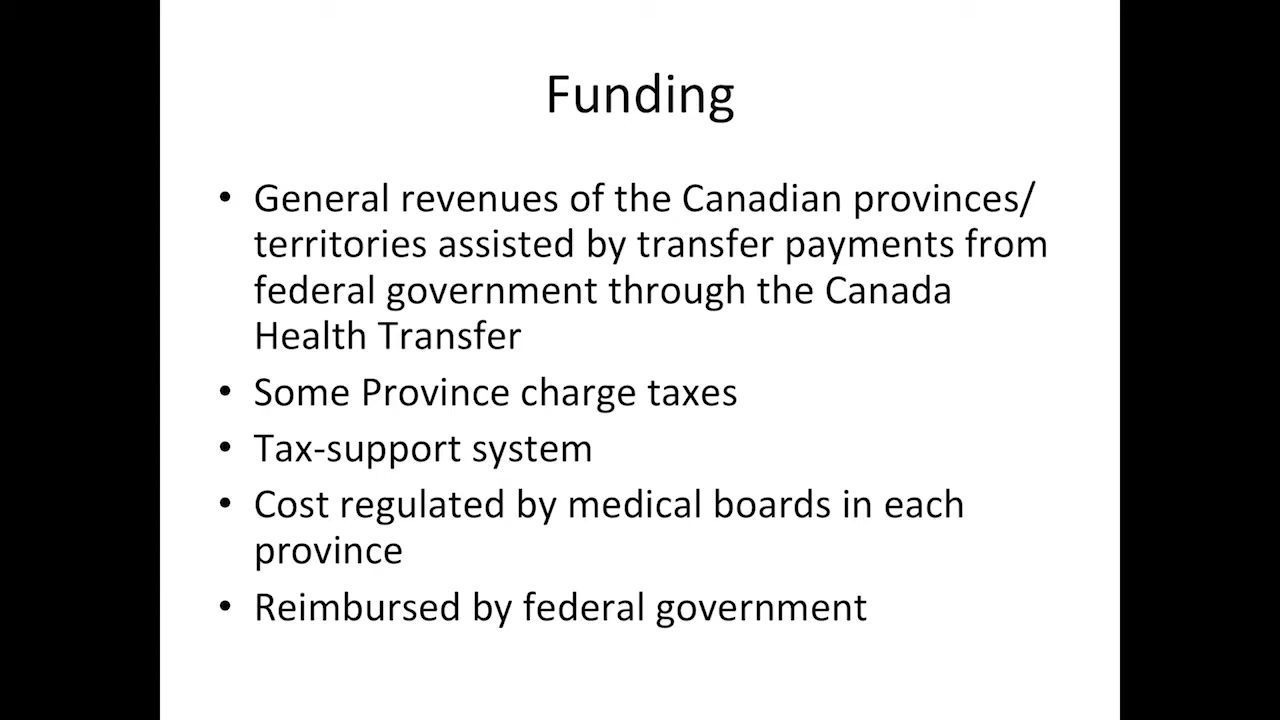 Funding
• General revenues of the Canadian provinces/
territories assisted by transfer payments from
federal government through the Canada
Health Transfer
• Some Province charge taxes
• Tax-support system
• Cost regulated by medical boards in each
province
• Reimbursed by federal government